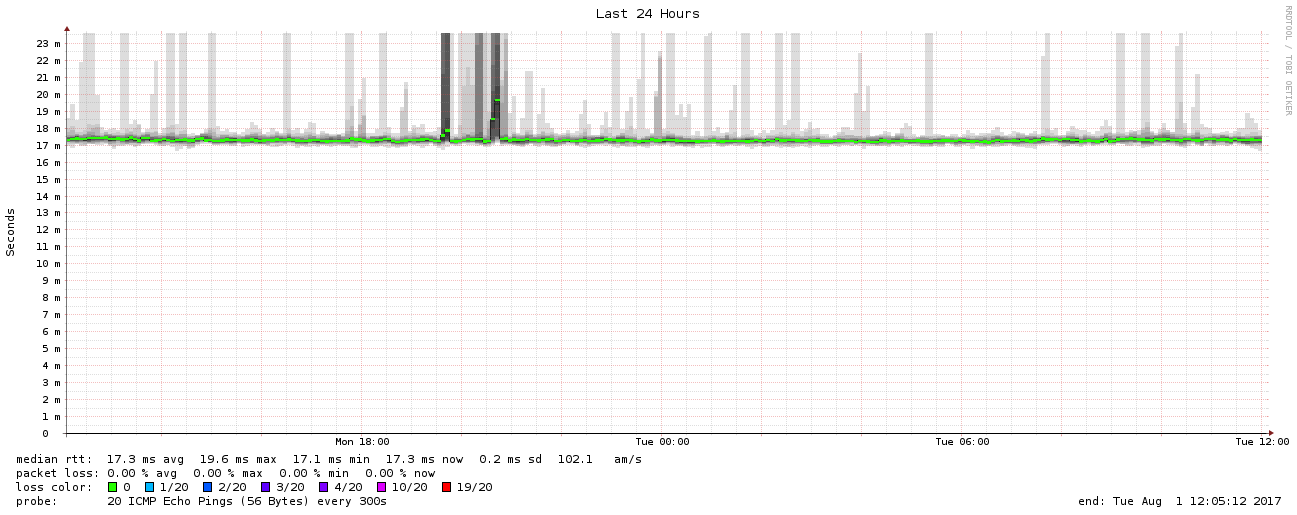 Last 24 Hours
RRDTOOL / TOBI OETIKER
Seconds
23 m
22 m
21 m
20 m
19 m
18 m
17 m
16 m
15 m
14 m
13 m
12 m
11 m
10 m
9 m
8 m
7 m
6 m
5 m
4 m
3 m
2 m
1 m
0
Mon 18:00 Tue 00:00 Tue 06:00 Tue 12:00
median rtt: 17.3 ms avg 19.6 ms max 17.1 ms min 17.3 ms now 0.2 ms sd 102.1 am/s
packet loss: 0.00 % avg 0.00 % max 0.00 % min 0.00 % now
loss color: 0 1/20 2/20 3/20 4/20 10/20 19/20
probe: 20 ICMP Echo Pings (56 Bytes) every 300s end: Tue Aug 1 12:05:12 2017